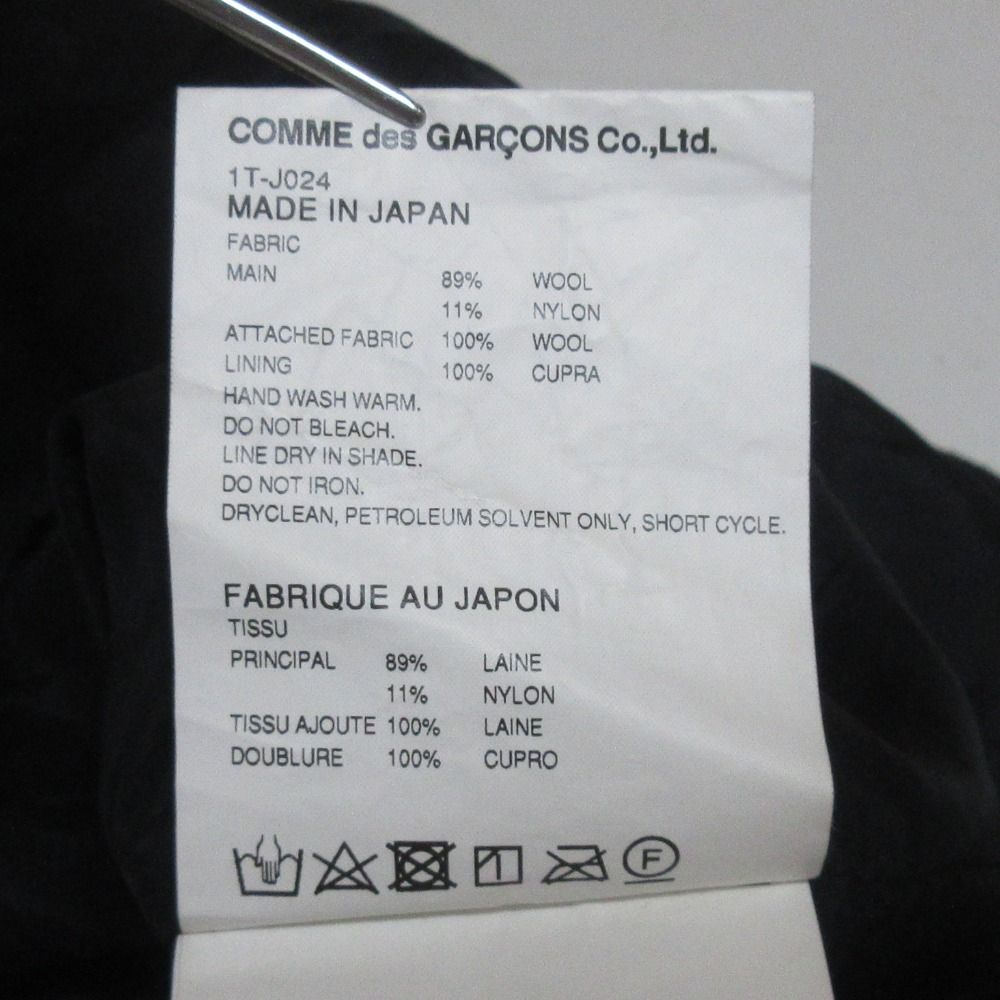 COMME des GARÇONS Co.,Ltd.
1T-J024
MADE IN JAPAN
FABRIC
MAIN 89% WOOL
11% NYLON
ATTACHED FABRIC 100% WOOL
LINING 100% CUPRA
HAND WASH WARM.
DO NOT BLEACH.
LINE DRY IN SHADE.
DO NOT IRON.
DRYCLEAN, PETROLEUM SOLVENT ONLY, SHORT CYCLE.
FABRIQUE AU JAPON
TISSU
PRINCIPAL 89% LAINE
11% NYLON
TISSU AJOUTE 100% LAINE
DOUBLURE 100% CUPRO
F